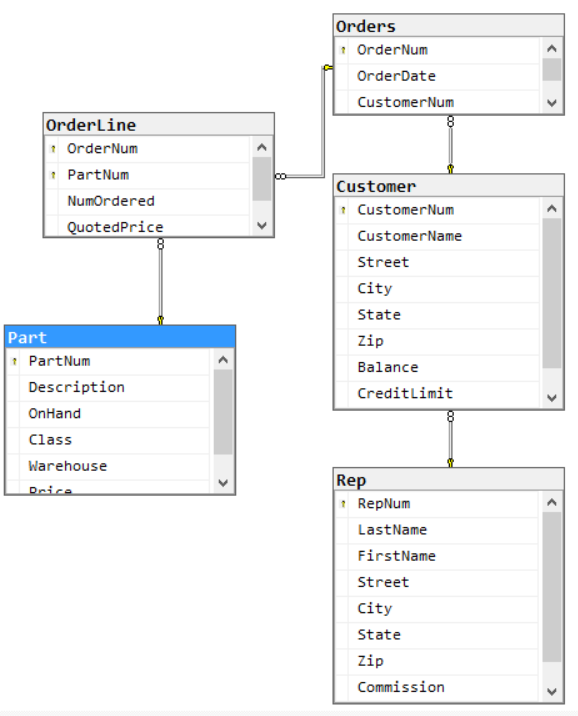 Orders
OrderNum
OrderDate
CustomerNum
OrderLine
OrderNum
PartNum
NumOrdered
QuotedPrice
Customer
CustomerNum
CustomerName
Street
City
State
Zip
Balance
CreditLimit
Part
PartNum
Description
OnHand
Class
Warehouse
Price
Rep
RepNum
LastName
FirstName
Street
City
State
Zip
Commission